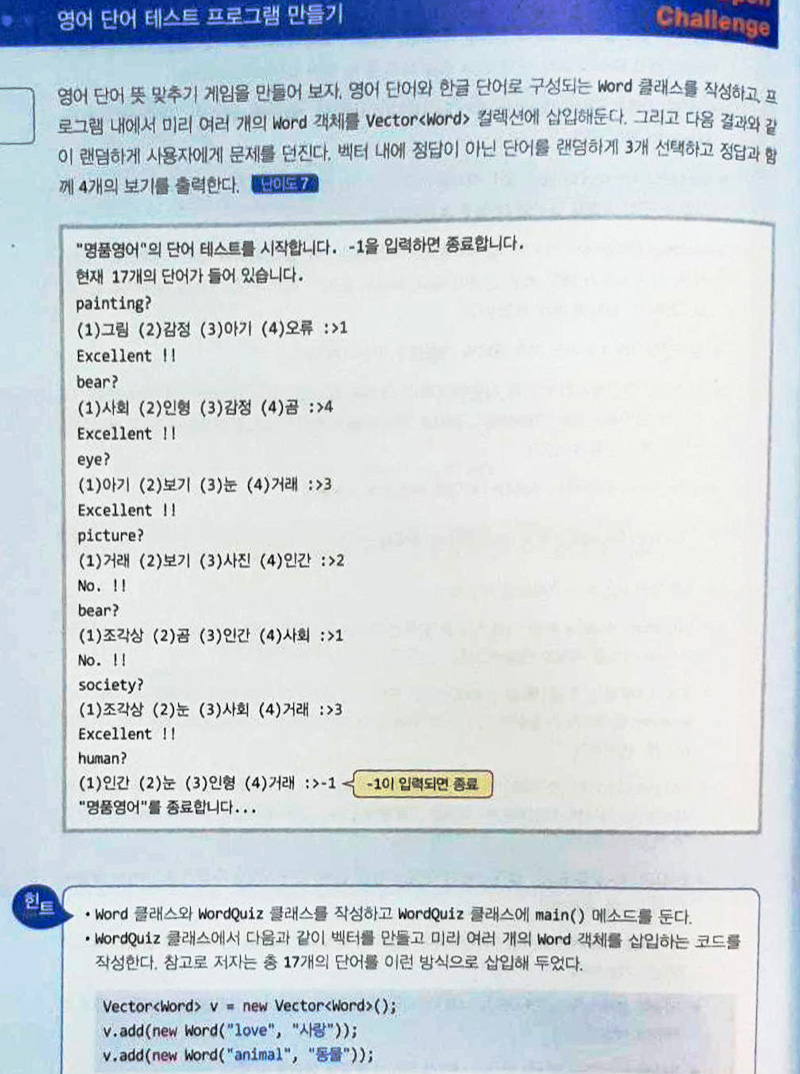 영어 단어 테스트 프로그램 만들기
Challenge
영어 단어 뜻 맞추기 게임을 만들어 보자. 영어 단어와 한글 단어로 구성되는 Word 클래스를 작성하고, 프
로그램 내에서 미리 여러 개의 Word 객체를 Vector<Word> 컬렉션에 삽입해둔다. 그리고 다음 결과와 같
이 랜덤하게 사용자에게 문제를 던진다. 벡터 내에 정답이 아닌 단어를 랜덤하게 3개 선택하고 정답과 함
께 4개의 보기를 출력한다. 난이도 7
"명품영어"의 단어 테스트를 시작합니다. -1을 입력하면 종료합니다.
현재 17개의 단어가 들어 있습니다.
painting?
(1)그림 (2)감정 (3)아기 (4)오류 :>1
Excellent !!
bear?
(1)사회 (2)인형 (3)감정 (4)곰 :>4
Excellent !!
eye?
(1)아기 (2)보기 (3)눈 (4)거래 :>3
Excellent !!
picture?
(1)거래 (2)보기 (3)사진 (4)인간 :>2
No. !!
bear?
(1)조각상 (2)곰 (3)인간 (4)사회 :>1
No. !!
society?
(1)조각상 (2)눈 (3)사회 (4)거래 :>3
Excellent !!
human?
(1)인간 (2)눈 (3)인형 (4)거래 :>-1 -1이 입력되면 종료
"명품영어"를 종료합니다...
힌트
• Word 클래스와 WordQuiz 클래스를 작성하고 WordQuiz 클래스에 main() 메소드를 둔다.
• WordQuiz 클래스에서 다음과 같이 벡터를 만들고 미리 여러 개의 Word 객체를 삽입하는 코드를
작성한다. 참고로 저자는 총 17개의 단어를 이런 방식으로 삽입해 두었다.
Vector<Word> v = new Vector<Word>();
v.add(new Word("love", "사랑"));
v.add(new Word("animal", "동물"));